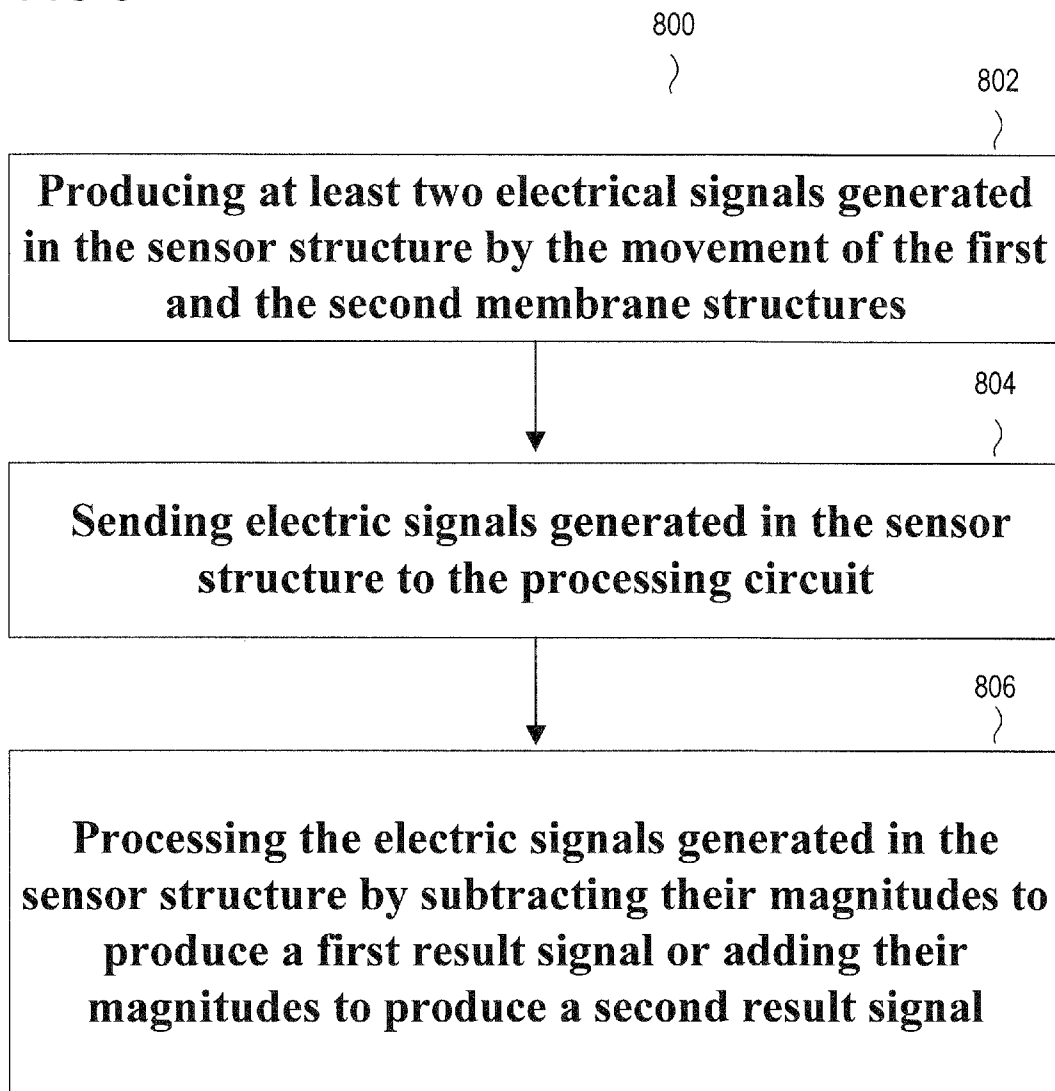 800
802
Producing at least two electrical signals generated
in the sensor structure by the movement of the first
and the second membrane structures
804
Sending electric signals generated in the sensor
structure to the processing circuit
806
Processing the electric signals generated in the
sensor structure by subtracting their magnitudes to
produce a first result signal or adding their
magnitudes to produce a second result signal